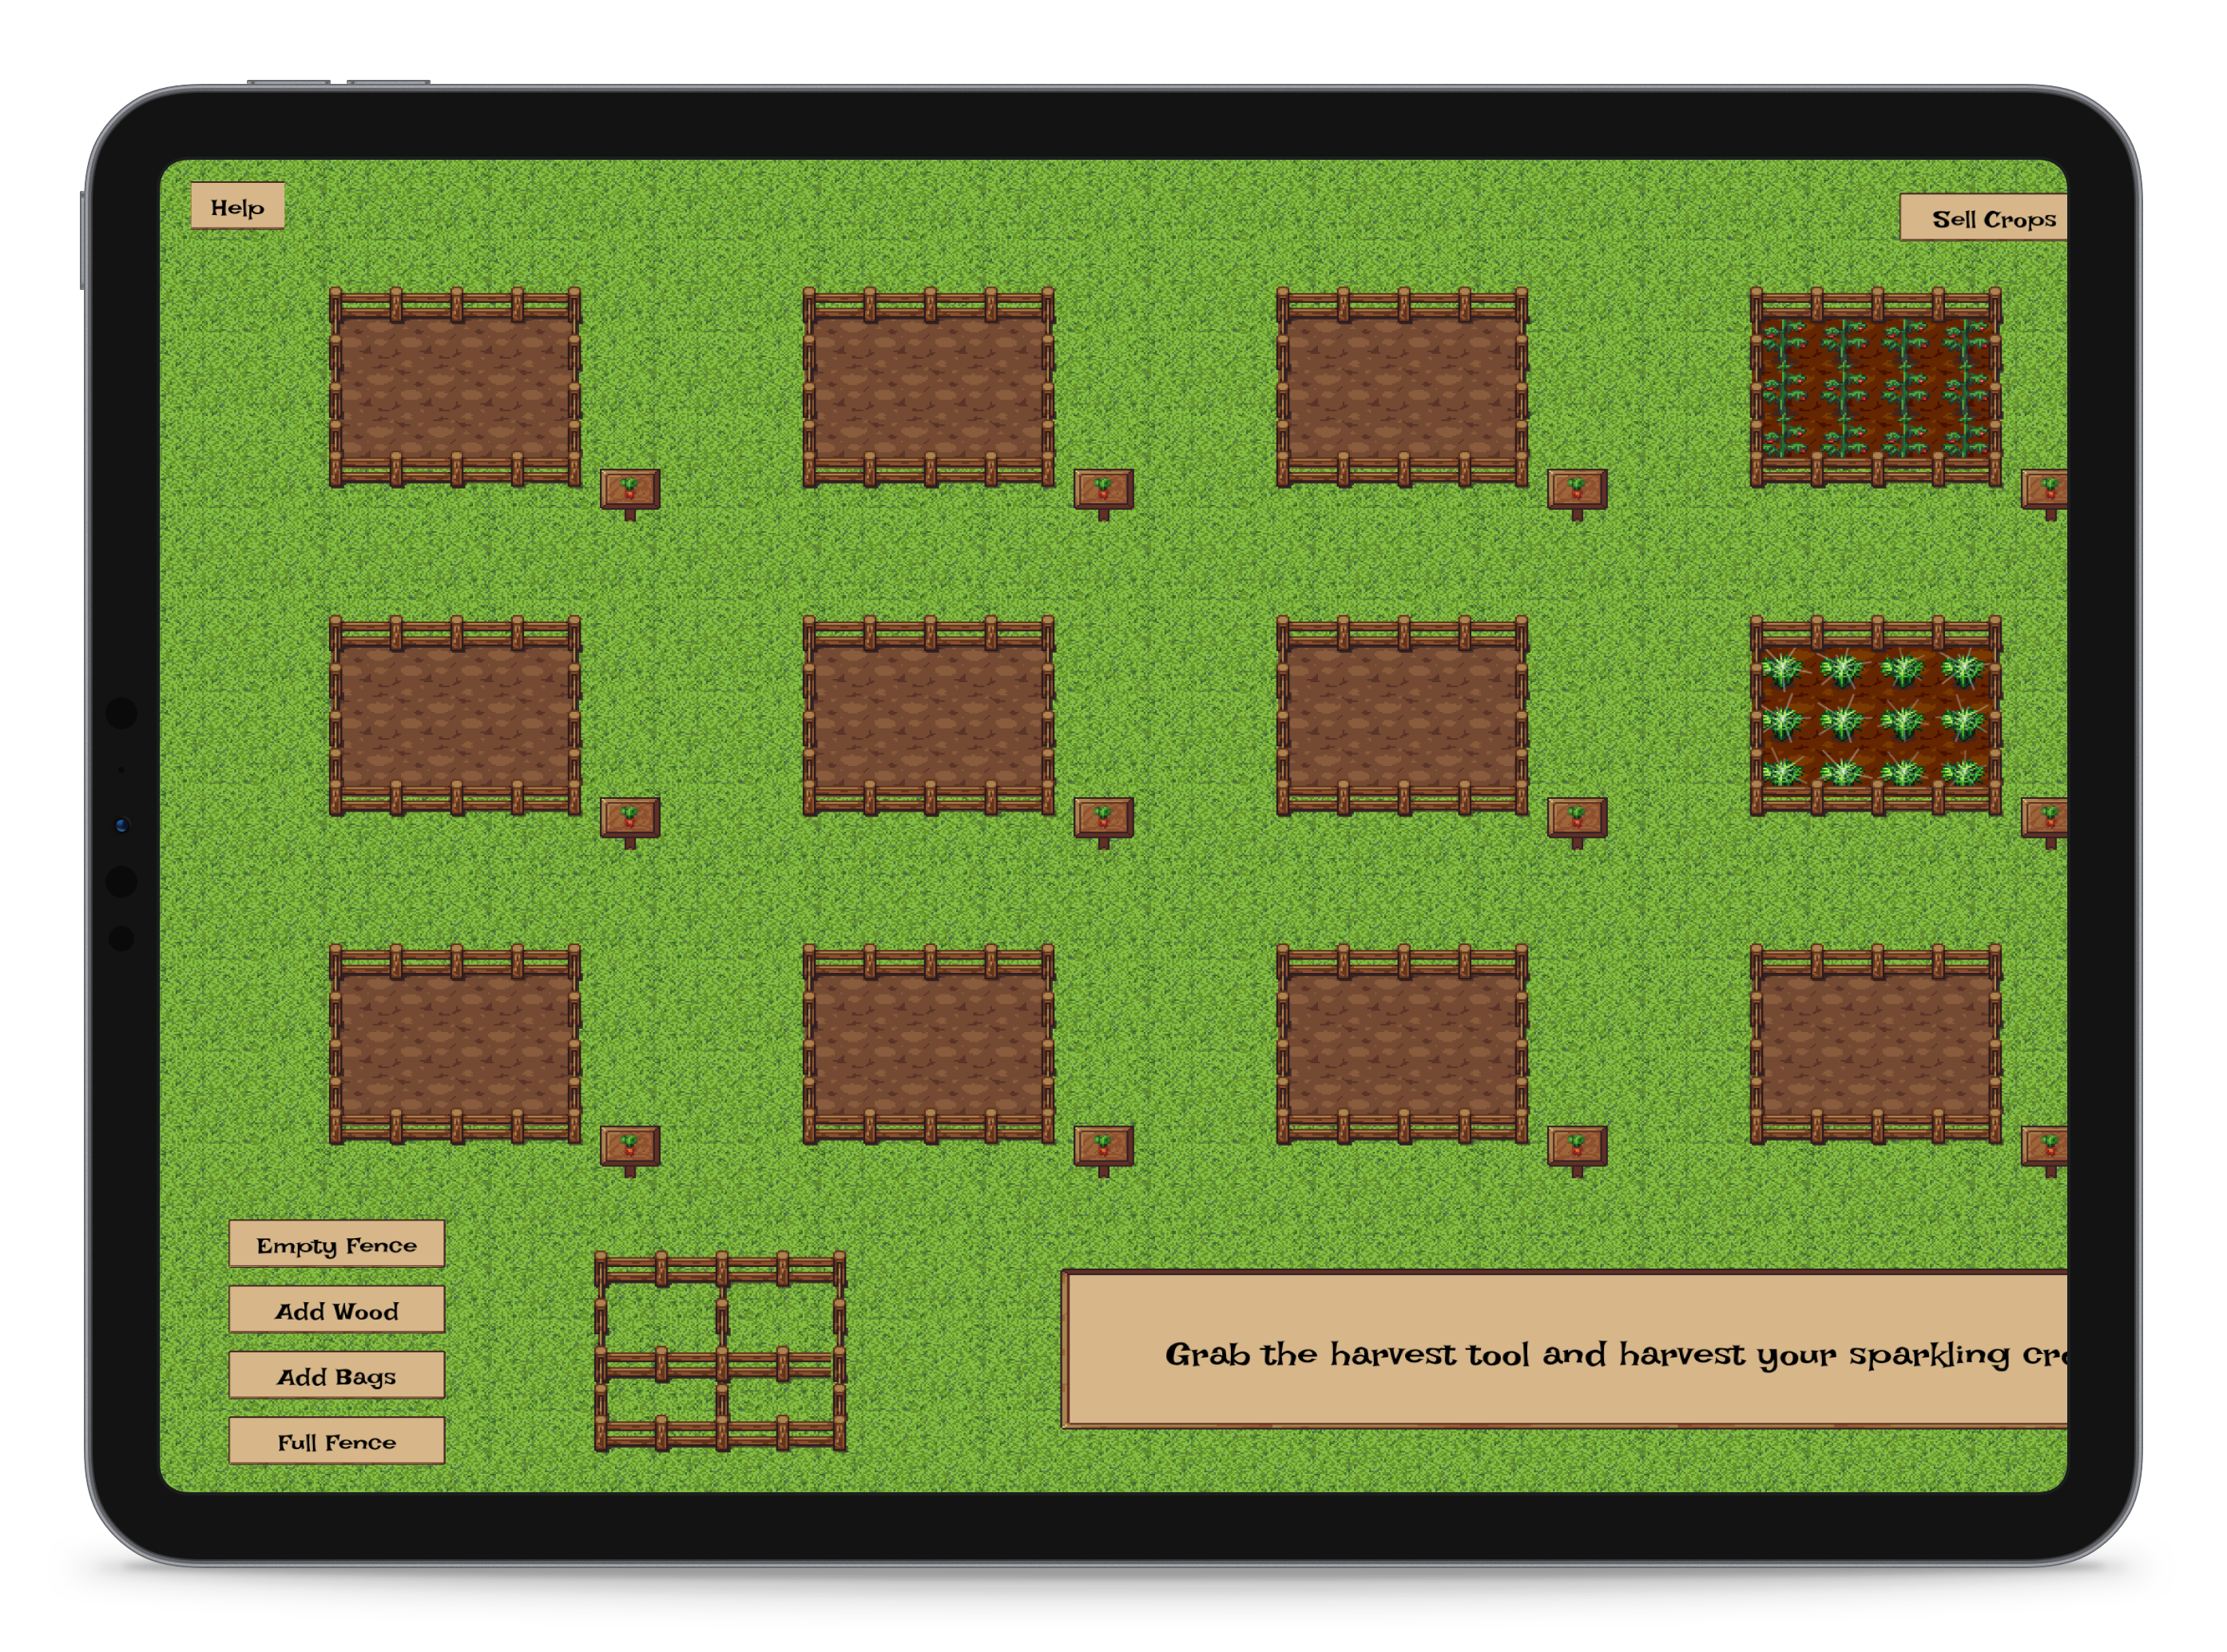 Help
Sell Crops
Empty Fence
Add Wood
Add Bags
Full Fence
Grab the harvest tool and harvest your sparkling